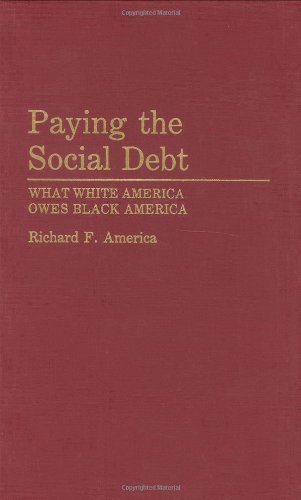 Paying the
Social Debt
WHAT WHITE AMERICA
OWES BLACK AMERICA
Richard F. America